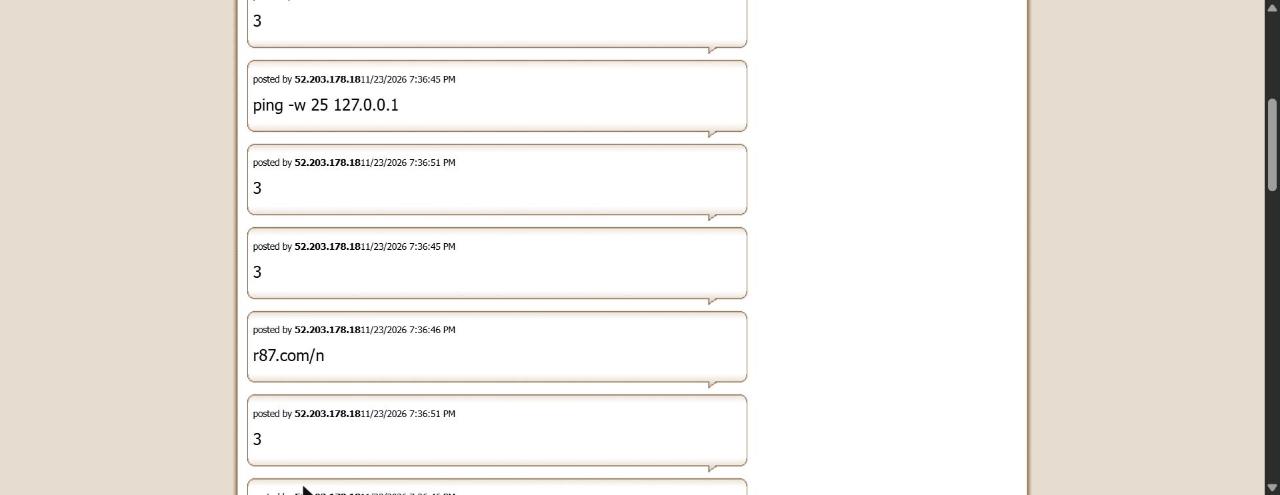 3
posted by 52.203.178.1811/23/2026 7:36:45 PM
ping -w 25 127.0.0.1
posted by 52.203.178.1811/23/2026 7:36:51 PM
3
posted by 52.203.178.1811/23/2026 7:36:45 PM
3
posted by 52.203.178.1811/23/2026 7:36:46 PM
r87.com/n
posted by 52.203.178.1811/23/2026 7:36:51 PM
3